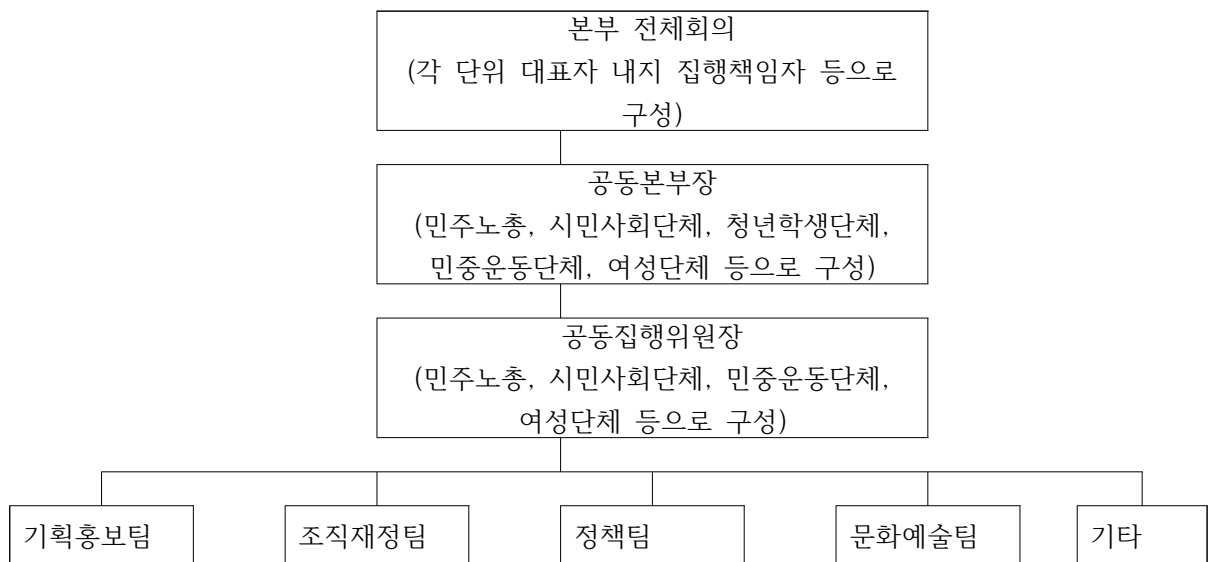 본부 전체회의
(각 단위 대표자 내지 집행책임자 등으로
구성)
공동본부장
(민주노총, 시민사회단체, 청년학생단체,
민중운동단체, 여성단체 등으로 구성)
공동집행위원장
(민주노총, 시민사회단체, 민중운동단체,
여성단체 등으로 구성)
기획홍보팀
조직재정팀
정책팀
문화예술팀
기타